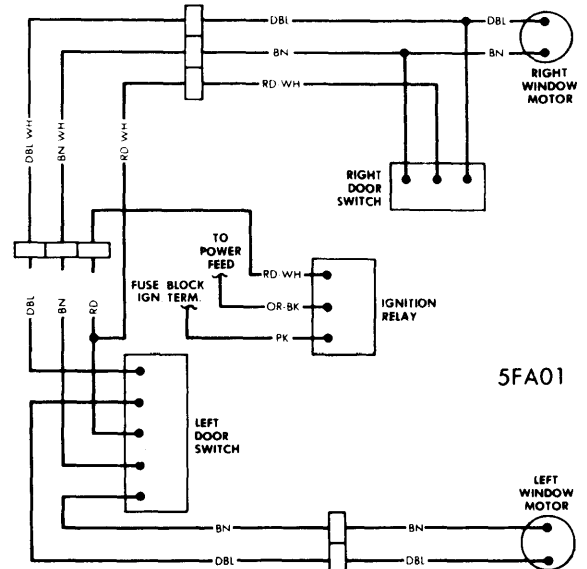 DBL
DBL
BN
BN
RD WH
RIGHT
WINDOW
MOTOR
DBL WH
BN WH
RD WH
RIGHT
DOOR
SWITCH
TO
POWER
FEED
RD WH
FUSE BLOCK
IGN TERM.
OR-BK
IGNITION
RELAY
PK
DBL
BN
RD
5FA01
LEFT
DOOR
SWITCH
LEFT
WINDOW
MOTOR
BN
BN
DBL
DBL